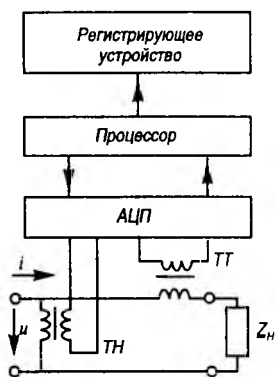 Регистрирующее
устройство
Процессор
АЦП
i
ТТ
u
ТН
Zн